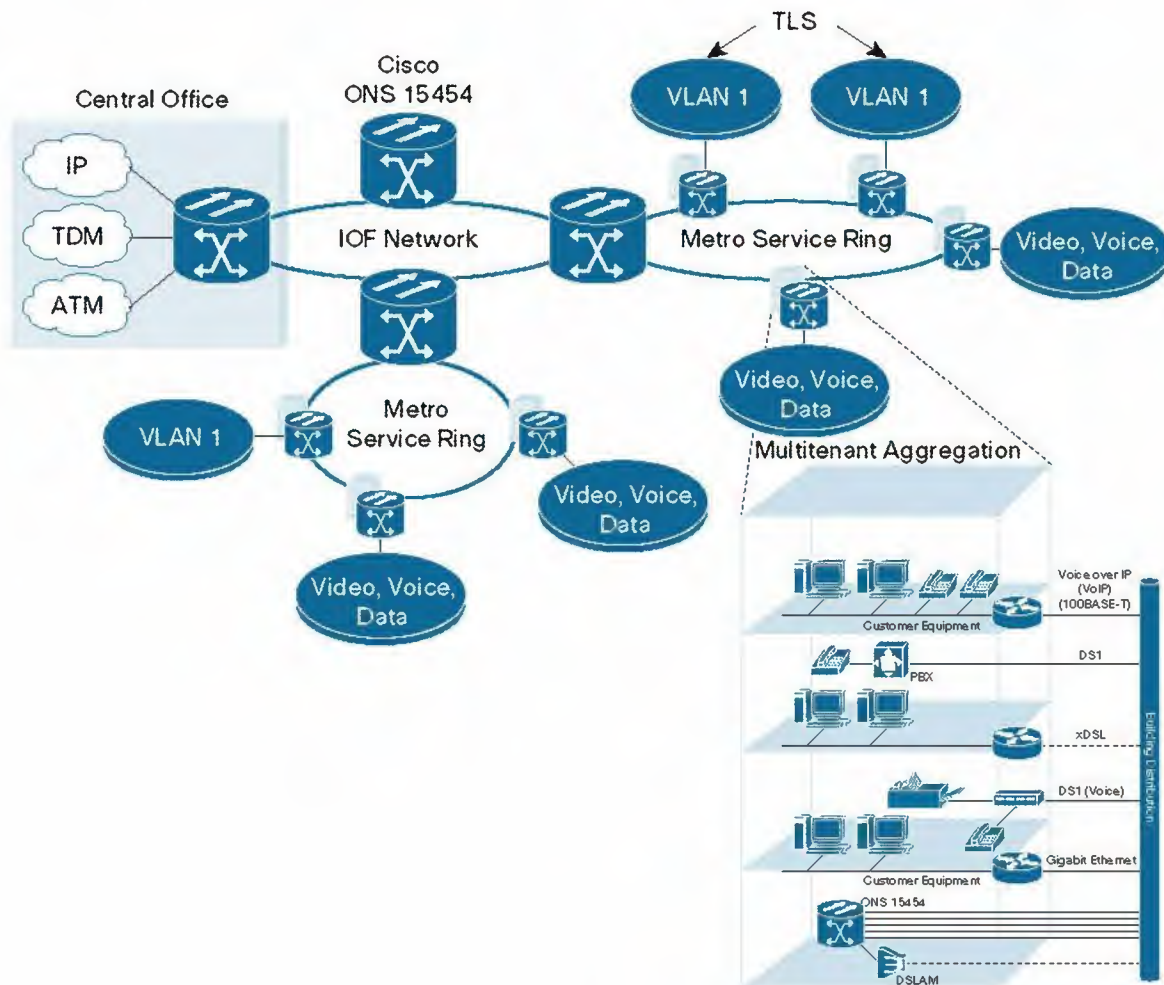 TLS
Cisco
ONS 15454
Central Office
VLAN 1
VLAN 1
IP
TDM
ATM
IOF Network
Metro Service Ring
Video, Voice,
Data
Video, Voice,
Data
VLAN 1
Metro
Service Ring
Video, Voice,
Data
Video, Voice,
Data
Multitenant Aggregation
Voice over IP
(VoIP)
(100BASE-T)
Customer Equipment
DS1
PBX
xDSL
DS1 (Voice)
Gigabit Ethernet
Customer Equipment
ONS 15454
DSLAM
Building Distribution